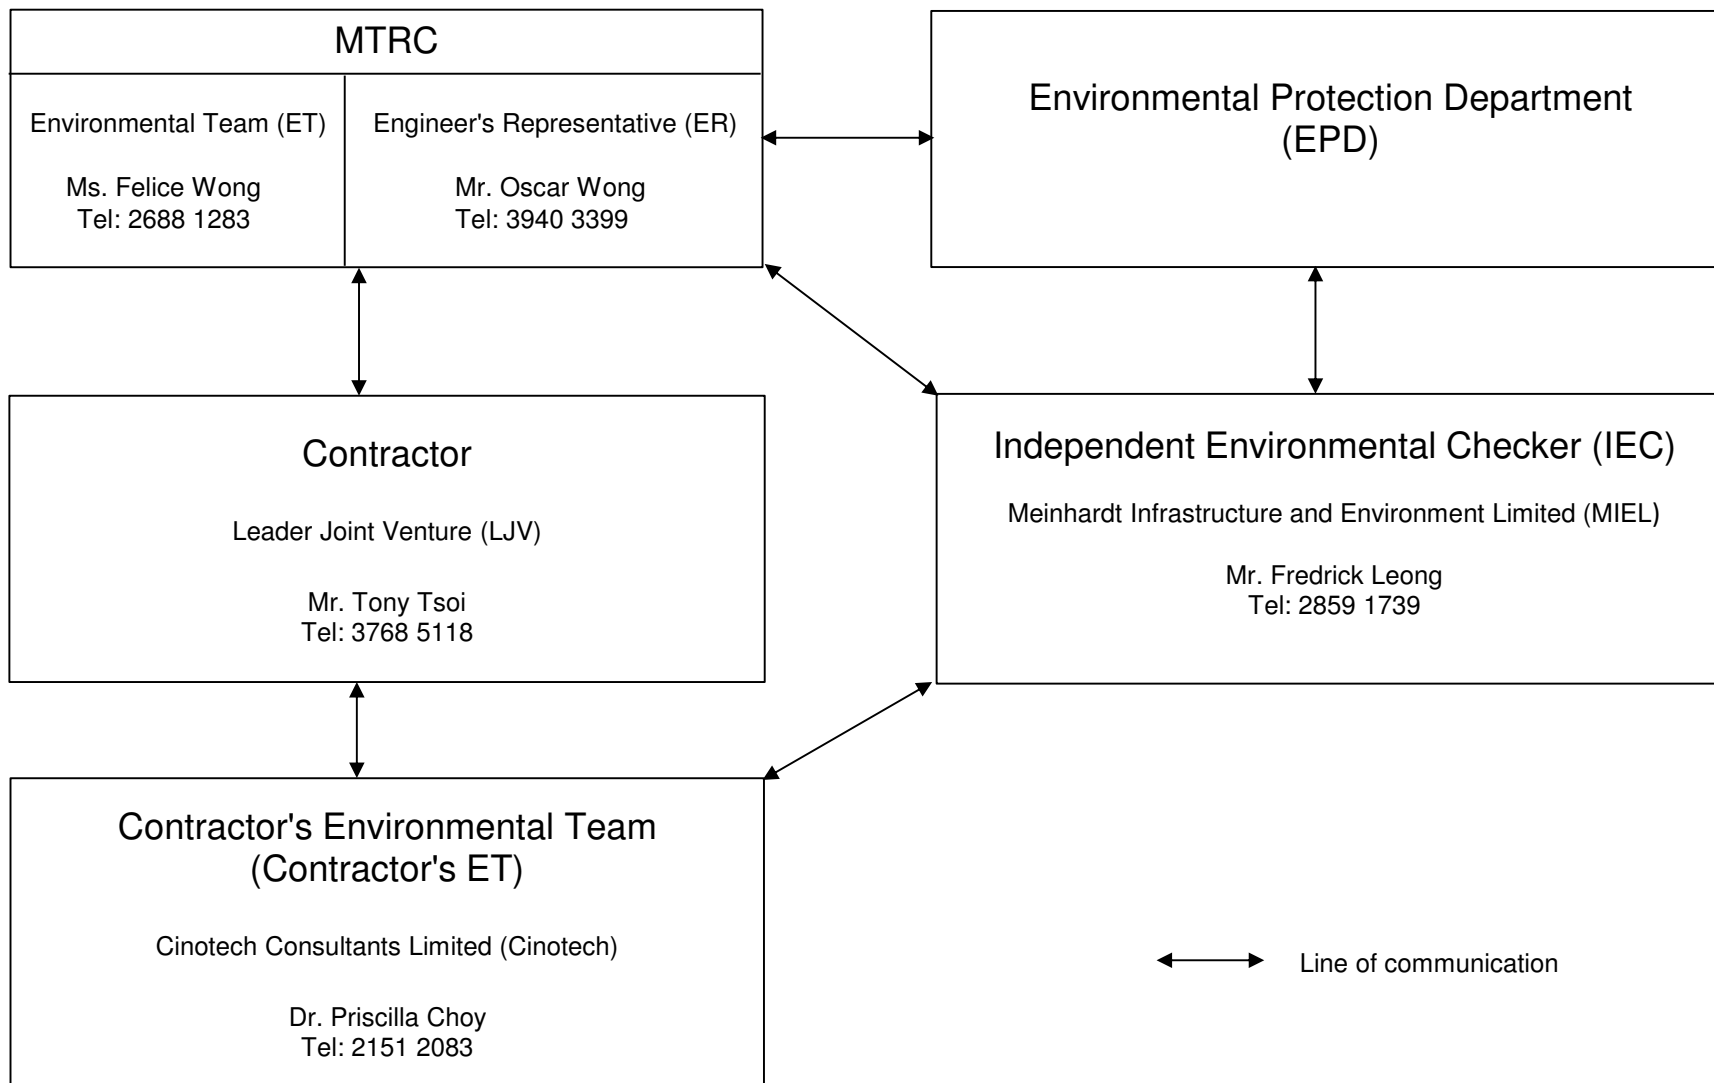 MTRC
Environmental Team (ET)
Ms. Felice Wong
Tel: 2688 1283
Engineer's Representative (ER)
Mr. Oscar Wong
Tel: 3940 3399
Environmental Protection Department
(EPD)
Contractor
Leader Joint Venture (LJV)
Mr. Tony Tsoi
Tel: 3768 5118
Independent Environmental Checker (IEC)
Meinhardt Infrastructure and Environment Limited (MIEL)
Mr. Fredrick Leong
Tel: 2859 1739
Contractor's Environmental Team
(Contractor's ET)
Cinotech Consultants Limited (Cinotech)
Dr. Priscilla Choy
Tel: 2151 2083
Line of communication